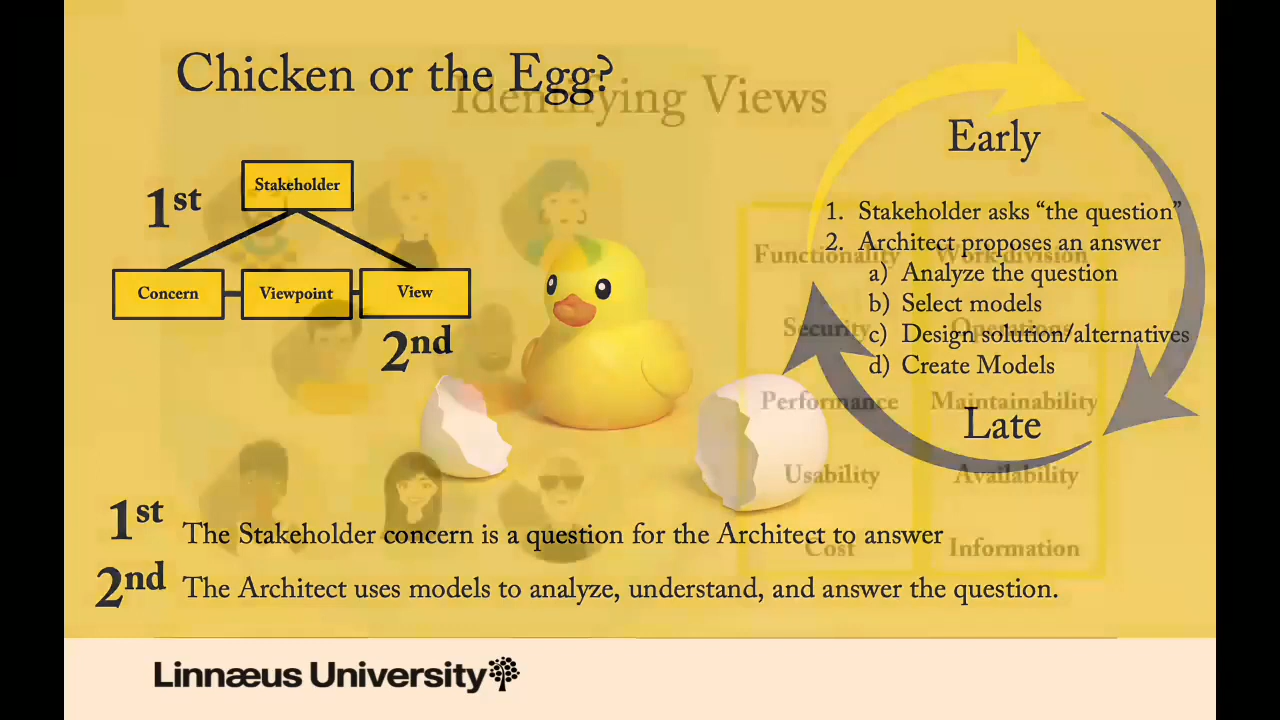 Chicken or the Egg?
Identifying Views
1st
Stakeholder
Concern
Viewpoint
View
2nd
Early
1. Stakeholder asks “the question”
2. Architect proposes an answer
a) Analyze the question
b) Select models
c) Design solution/alternatives
d) Create Models
Late
Functionality Work division
Security Operations
Performance Maintainability
Usability Availability
Cost Information
1st The Stakeholder concern is a question for the Architect to answer
2nd The Architect uses models to analyze, understand, and answer the question.
Linnæus University